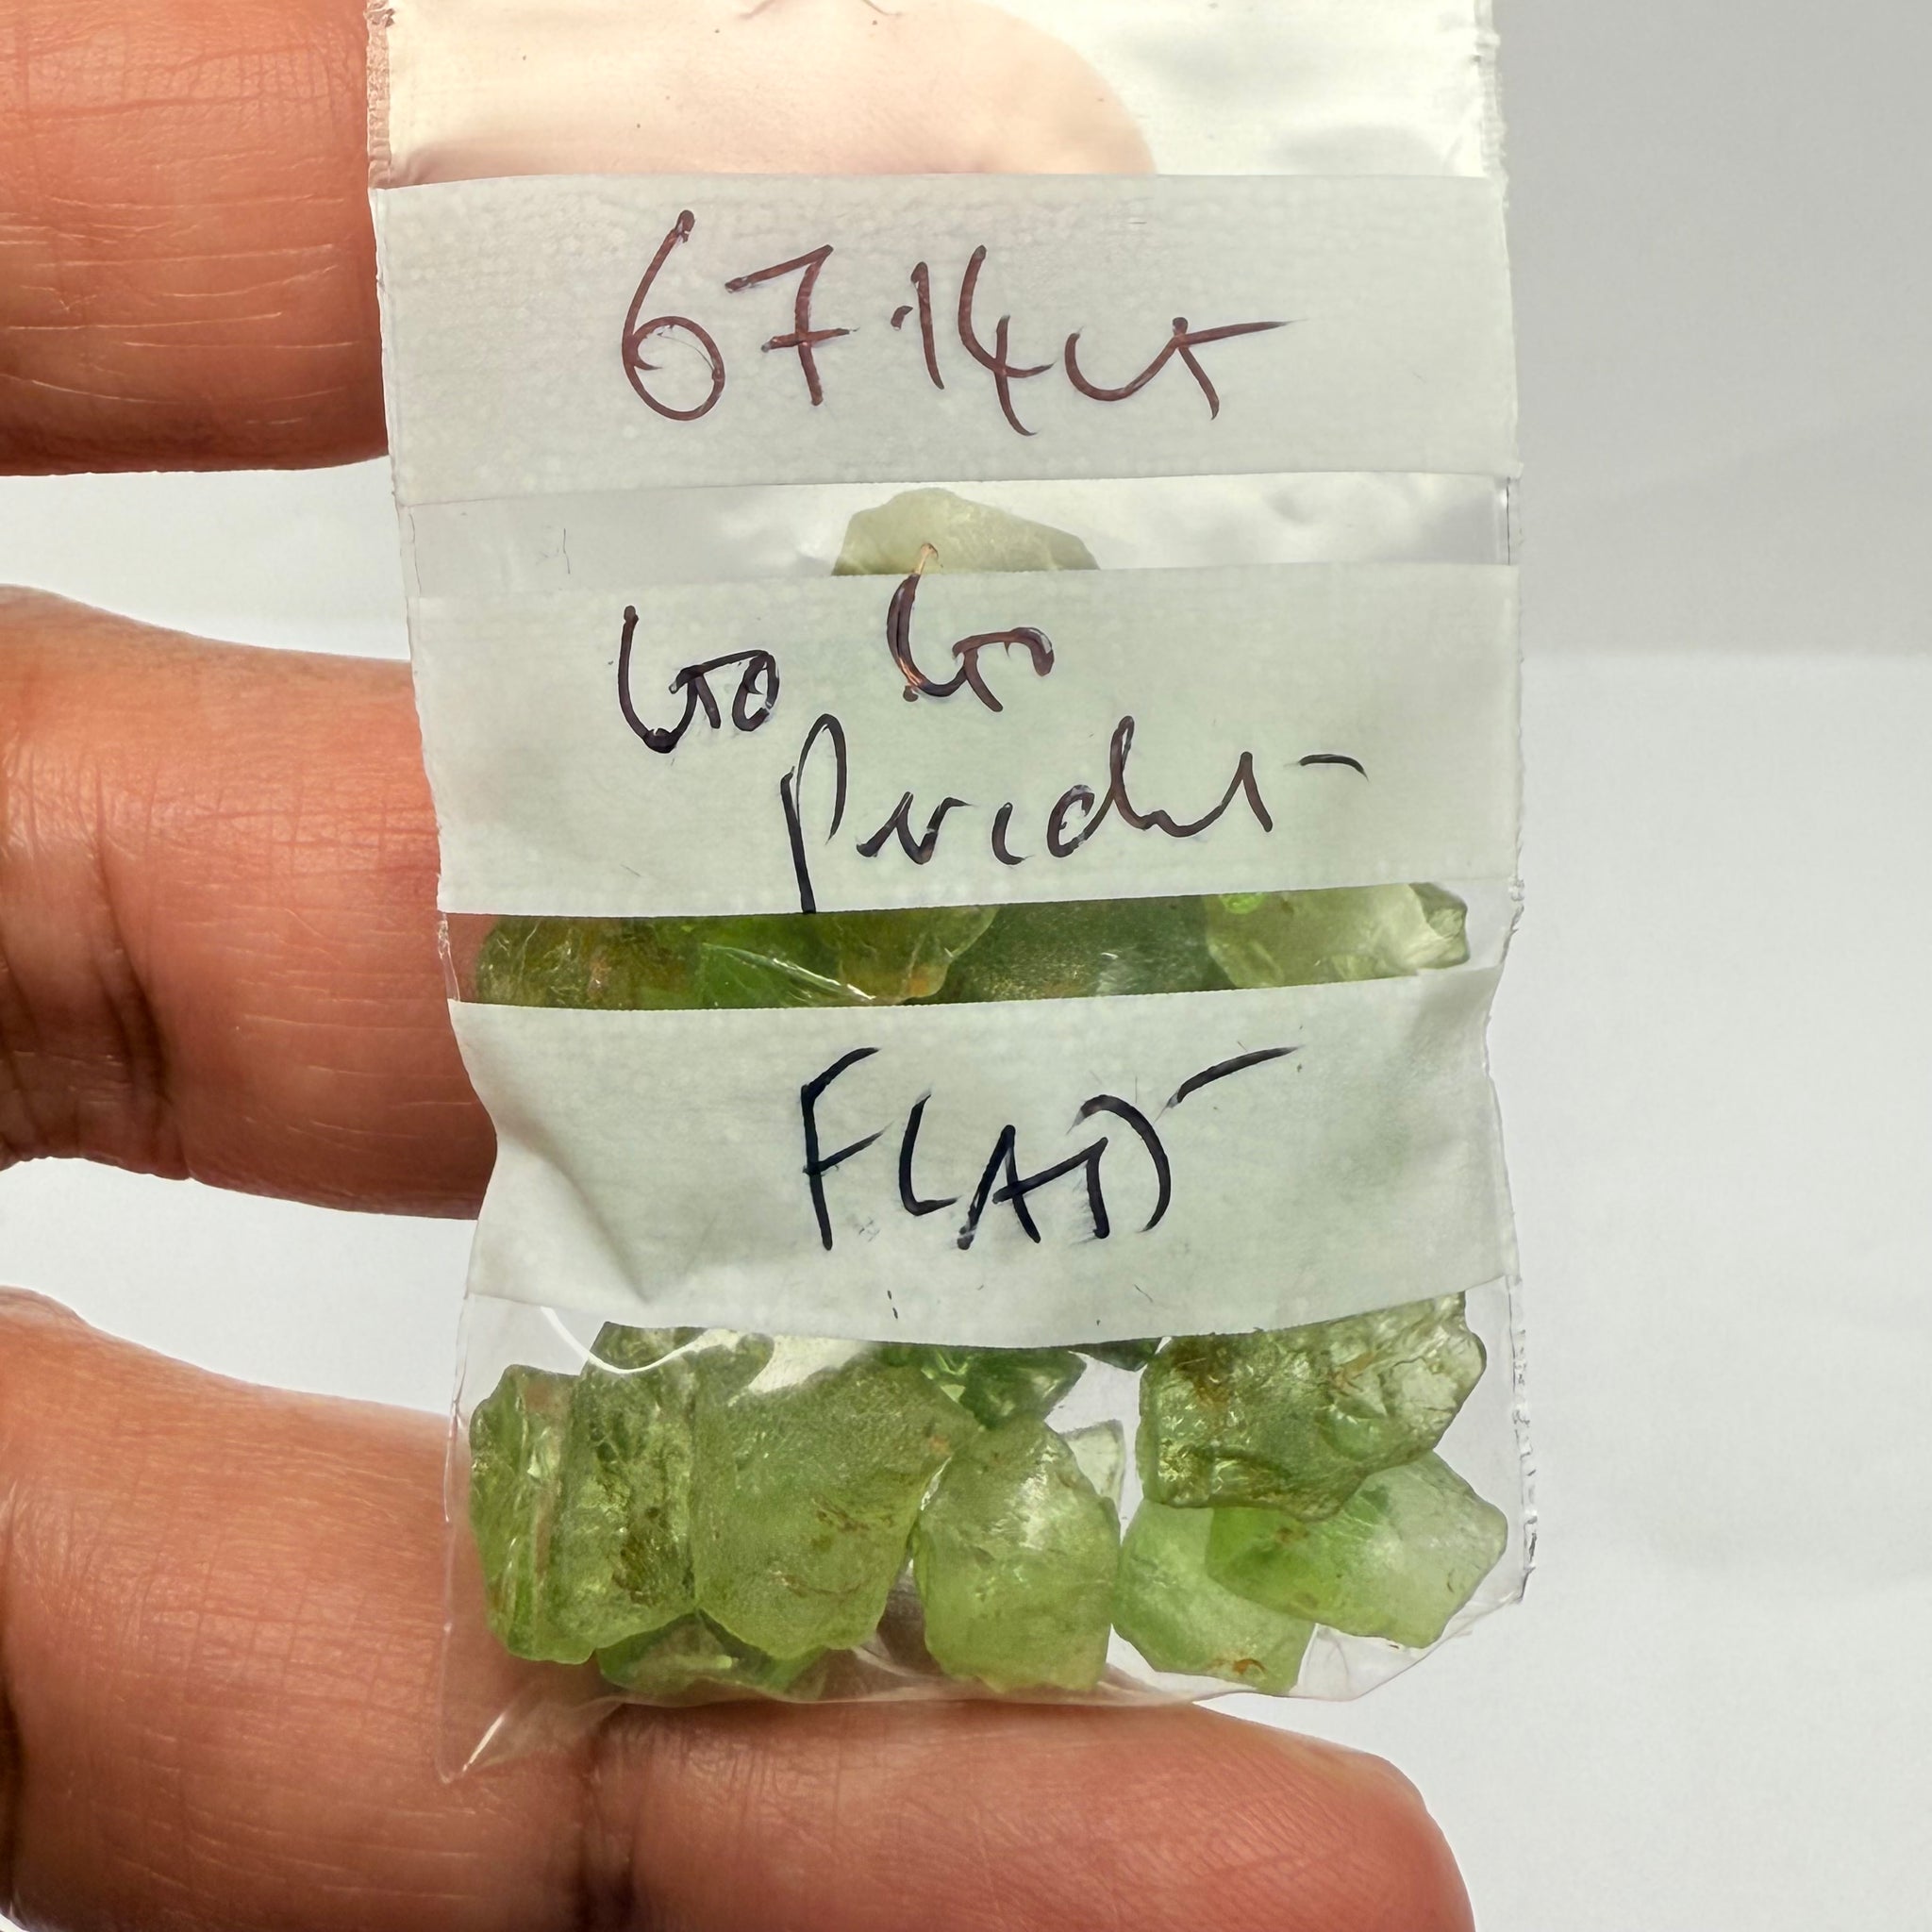 67.14ct
Go Go
Peridot
FLAT